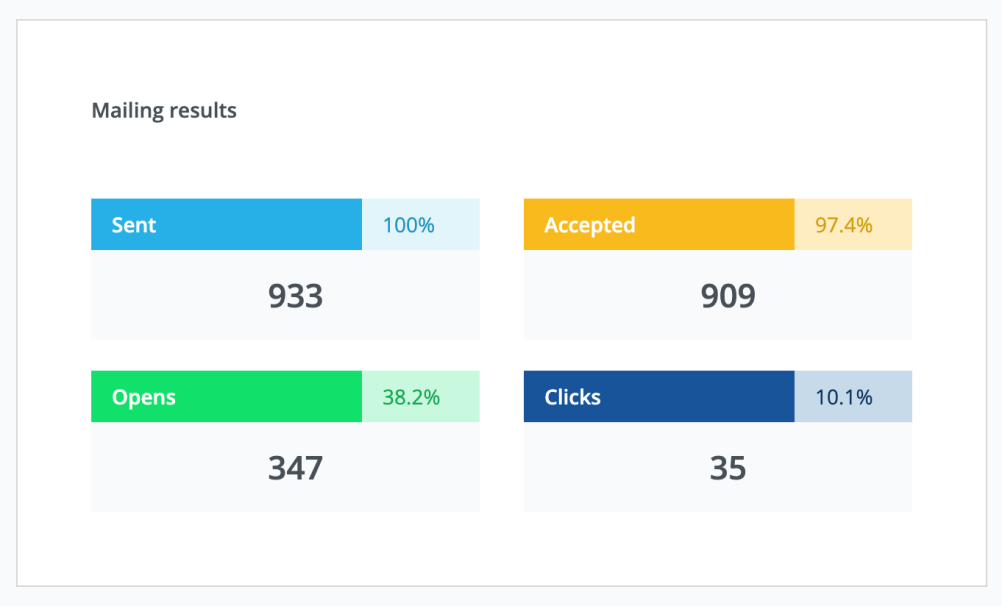 Mailing results
Sent 100%
933
Accepted 97.4%
909
Opens 38.2%
347
Clicks 10.1%
35